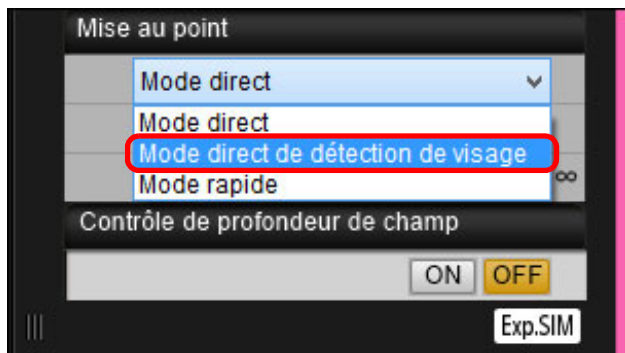 Mise au point
Mode direct
Mode direct
Mode direct de détection de visage
Mode rapide
∞
Contrôle de profondeur de champ
ON OFF
Exp.SIM